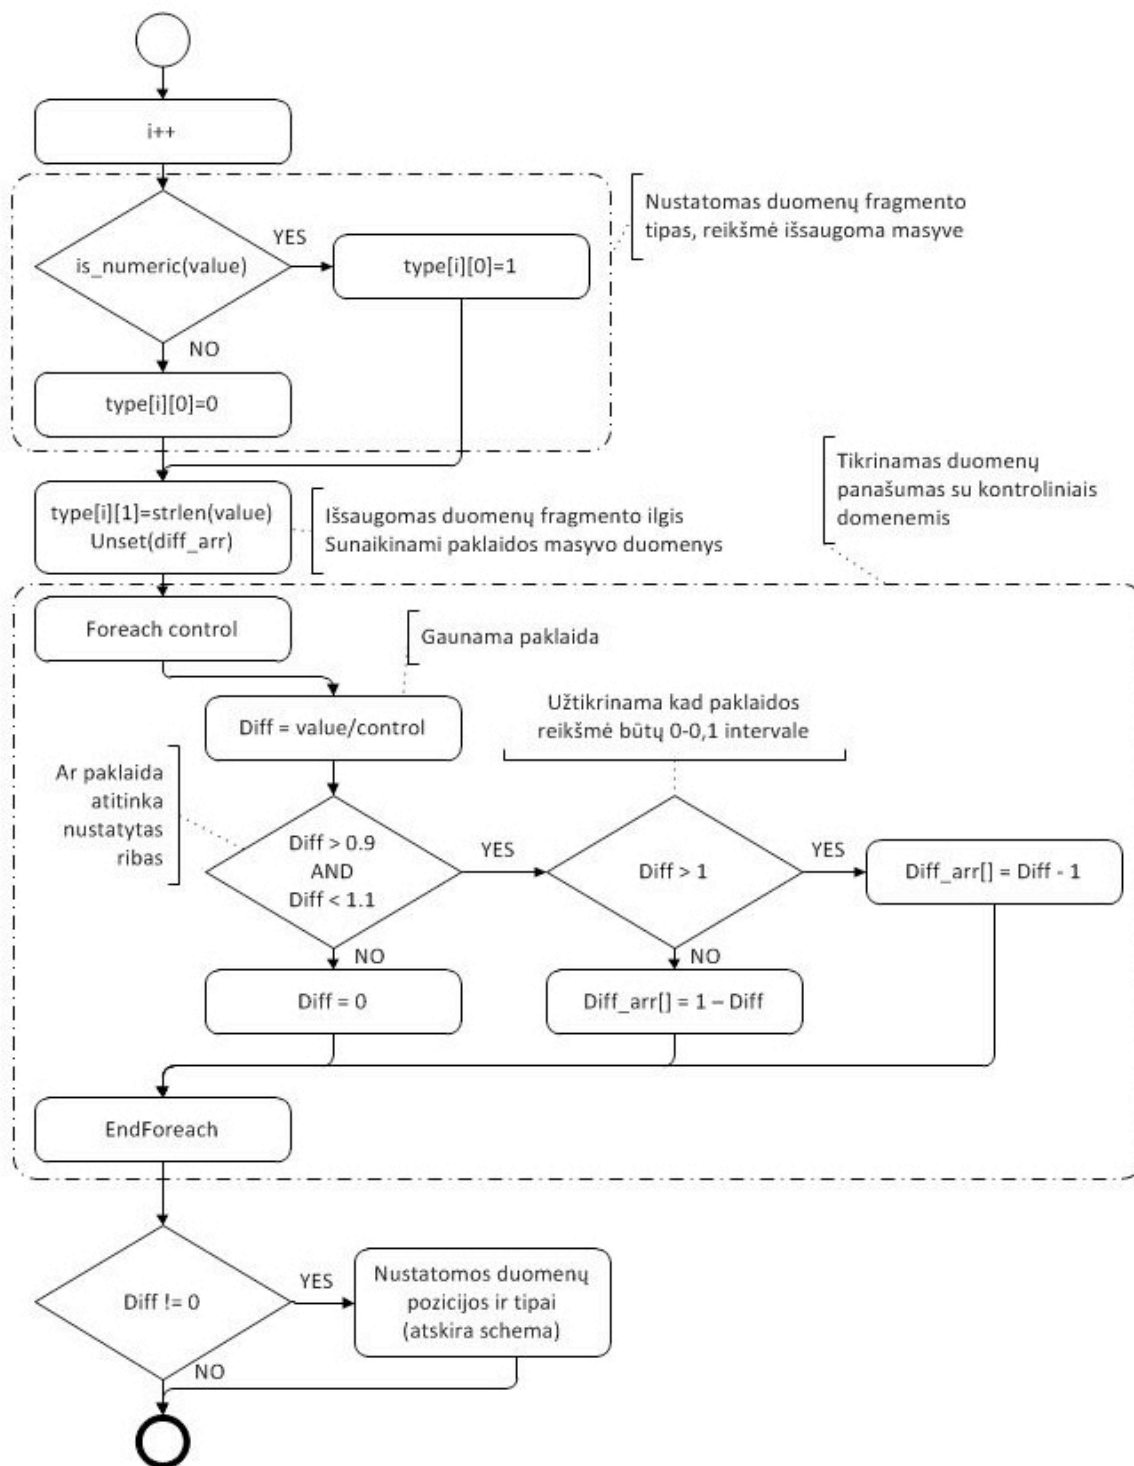 i++
is_numeric(value)
YES
type[i][0]=1
Nustatomas duomenų fragmento
tipas, reikšmė išsaugoma masyve
NO
type[i][0]=0
type[i][1]=strlen(value)
Unset(diff_arr)
Išsaugomas duomenų fragmento ilgis
Sunaikinami paklaidos masyvo duomenys
Tikrinamas duomenų
panašumas su kontroliniais
domenemis
Foreach control
Gaunama paklaida
Diff = value/control
Užtikrinama kad paklaidos
reikšmė būtų 0-0,1 intervale
Ar paklaida
atitinka
nustatytas
ribas
Diff > 0.9
AND
Diff < 1.1
YES
Diff > 1
YES
Diff_arr[] = Diff - 1
NO
Diff = 0
NO
Diff_arr[] = 1 – Diff
EndForeach
Diff != 0
YES
Nustatomos duomenų
pozicijos ir tipai
(atskira schema)
NO